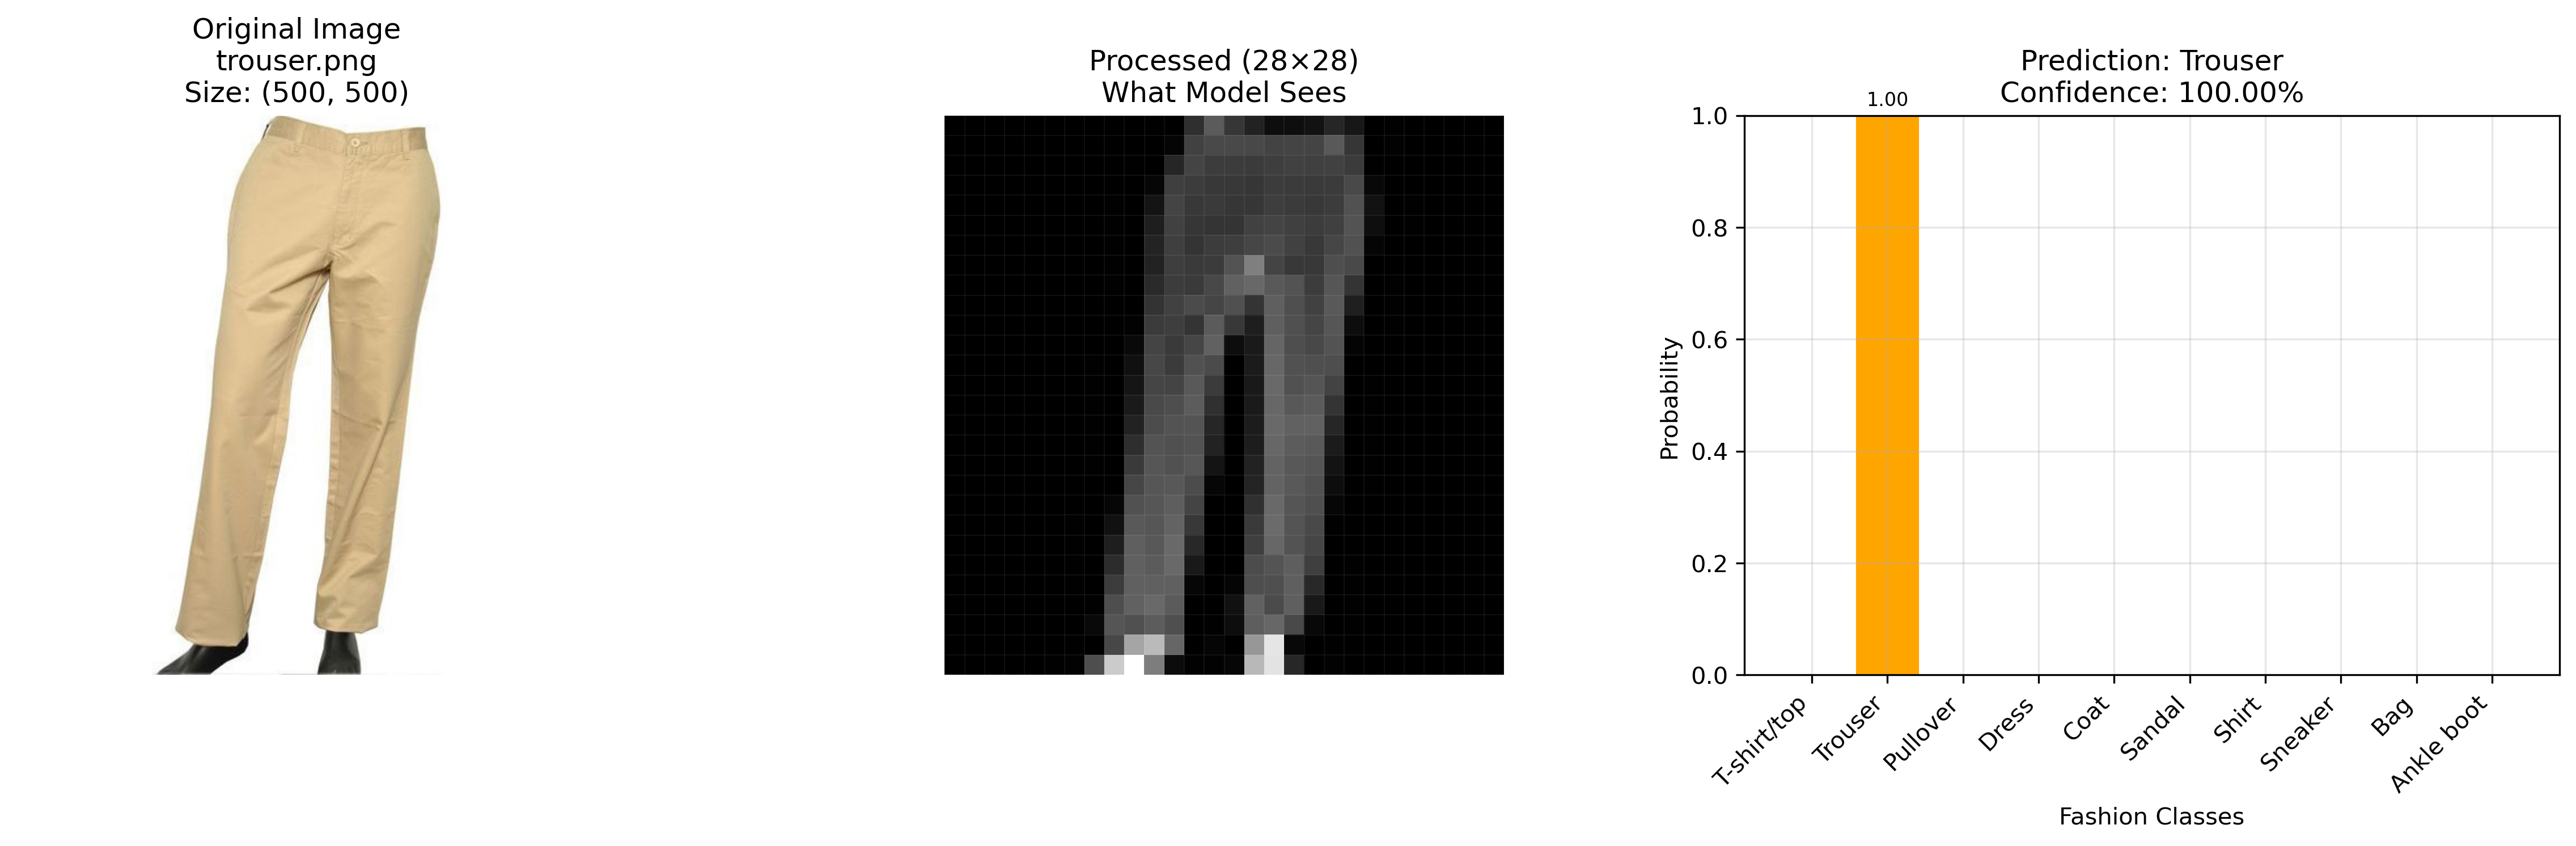 Original Image
trouser.png
Size: (500, 500)
Processed (28×28)
What Model Sees
Prediction: Trouser
Confidence: 100.00%
1.00
1.0
0.8
0.6
0.4
0.2
0.0
Probability
T-shirt/top
Trouser
Pullover
Dress
Coat
Sandal
Shirt
Sneaker
Bag
Ankle boot
Fashion Classes